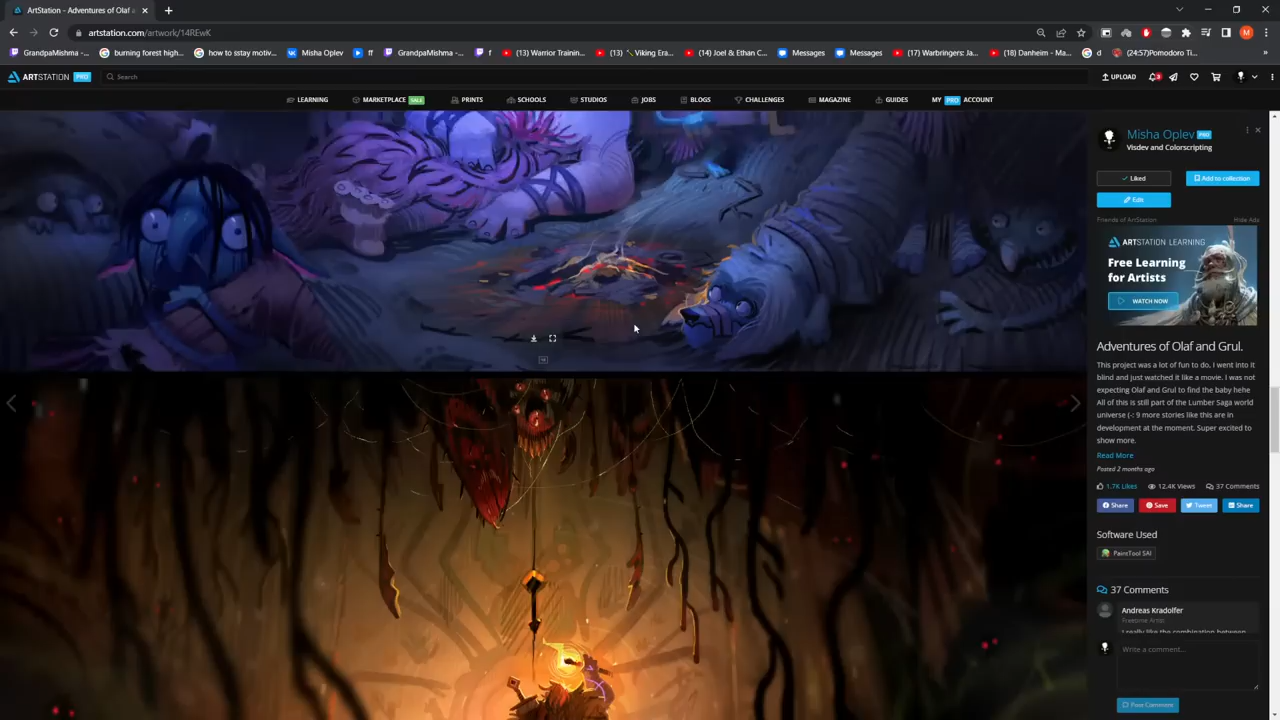 ArtStation - Adventures of Olaf a
artstation.com/artwork/14REwK
M
GrandpaMishma -...
burning forest high...
how to sstay motiv...
Misha Oplev
ff
GrandpaMishma -...
f
(13) Warrior Trainin...
(13) Viking Era...
(14) Joel & Ethan C...
Messages
Messages
(17) Warbringers: Ja...
(18) Danheim - Ma...
d
(24:57)Pomodoro Ti...
ARTSTATION PRO
Search
UPLOAD
LEARNING
MARKETPLACE SALE
PRINTS
SCHOOLS
STUDIOS
JOBS
BLOGS
CHALLENGES
MAGAZINE
GUIDES
MY PRO ACCOUNT
Misha Oplev PRO
Visdev and Colorscripting
Liked
Add to collection
Edit
Friends of ArtStation
Hide Ads
ARTSTATION LEARNING
Free Learning
for Artists
WATCH NOW
Adventures of Olaf and Grul.
This project was a lot of fun to do, I went into it
blind and just watched it like a movie. I was not
expecting Olaf and Grul to find the baby hehe
All of this is still part of the Lumber Saga world
universe (-: 9 more stories like this are in
development at the moment. Super excited to
show more.
Read More
Posted 2 months ago
1.7K Likes
12.4K Views
37 Comments
Share
Save
Tweet
Share
Software Used
PaintTool SAI
37 Comments
Andreas Kradolfer
Freetime Artist
I really like the combination between
Write a comment...
Post Comment